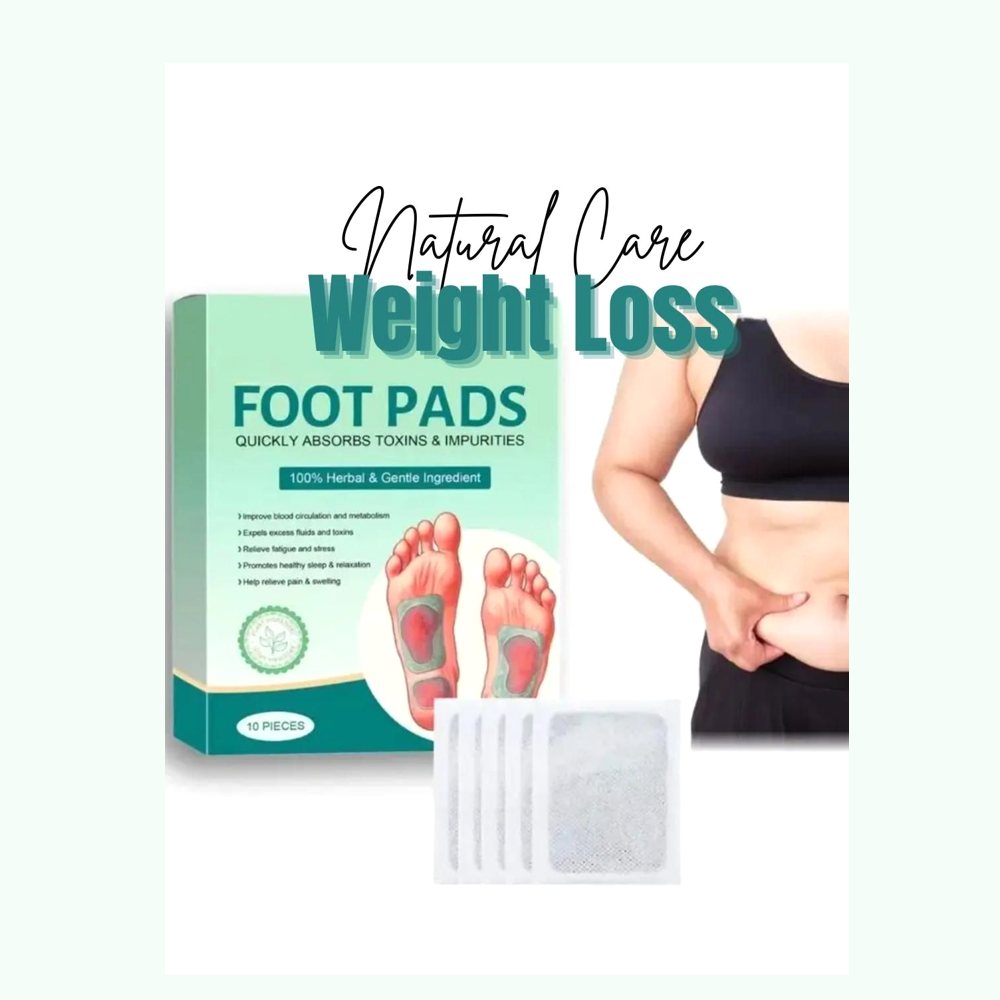 Natural Care
Weight Loss
FOOT PADS
QUICKLY ABSORBS TOXINS & IMPURITIES
100% Herbal & Gentle Ingredient
Improve blood circulation and metabolism
Expels excess fluids and toxins
Relieve fatigue and stress
Promotes healthy sleep & relaxation
Help relieve pain & swelling
10 PIECES